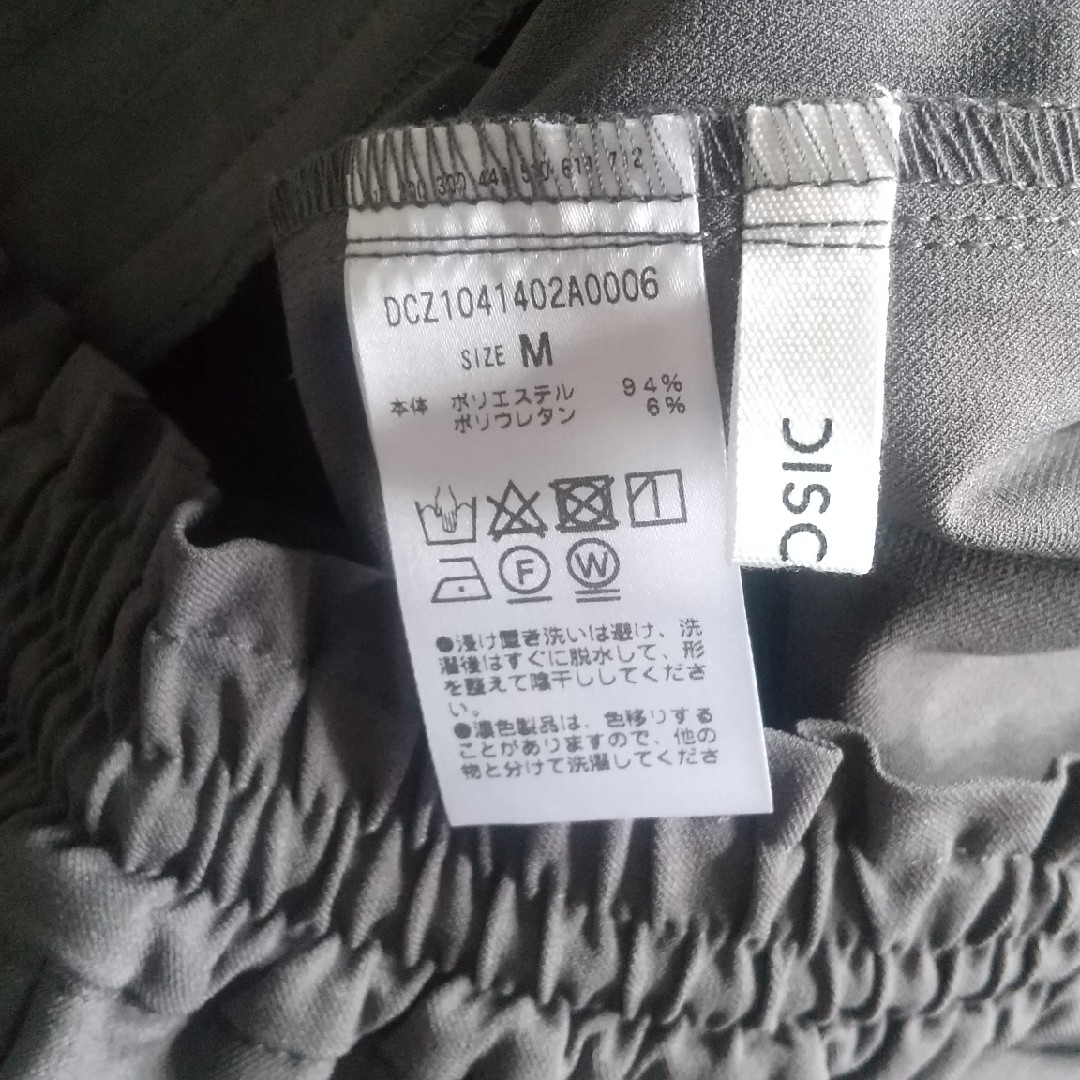 DCZ1041402A0006
SIZE M
本体 ポリエステル 94%
ポリウレタン 6%
F W
●浸け置き洗いは避け、洗
濯後はすぐに脱水して、形
を整えて陰干ししてくださ
い。
●濃色製品は、色移りする
ことがありますので、他の
物と分けて洗濯してくださ
DSIC